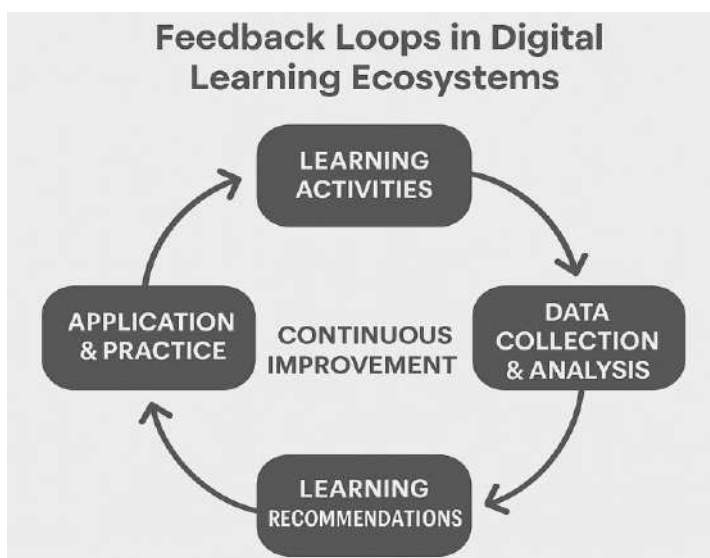 Feedback Loops in Digital
Learning Ecosystems
LEARNING
ACTIVITIES
DATA
COLLECTION
& ANALYSIS
LEARNING
RECOMMENDATIONS
APPLICATION
& PRACTICE
CONTINUOUS
IMPROVEMENT